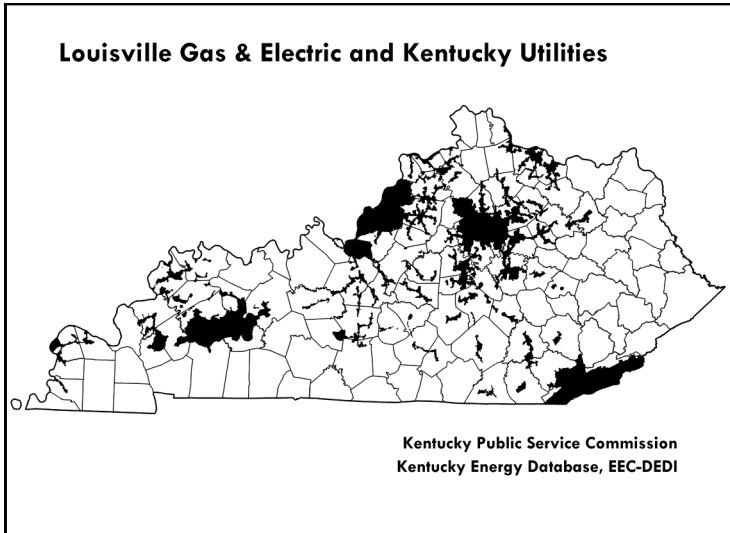 Louisville Gas & Electric and Kentucky Utilities
Kentucky Public Service Commission
Kentucky Energy Database, EEC-DEDI